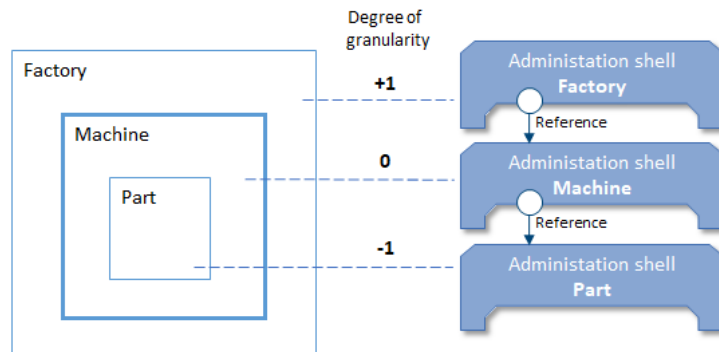 Degree of
granularity
Factory
+1
Administation shell
Factory
Reference
Machine
0
Administation shell
Machine
Part
Reference
-1
Administation shell
Part